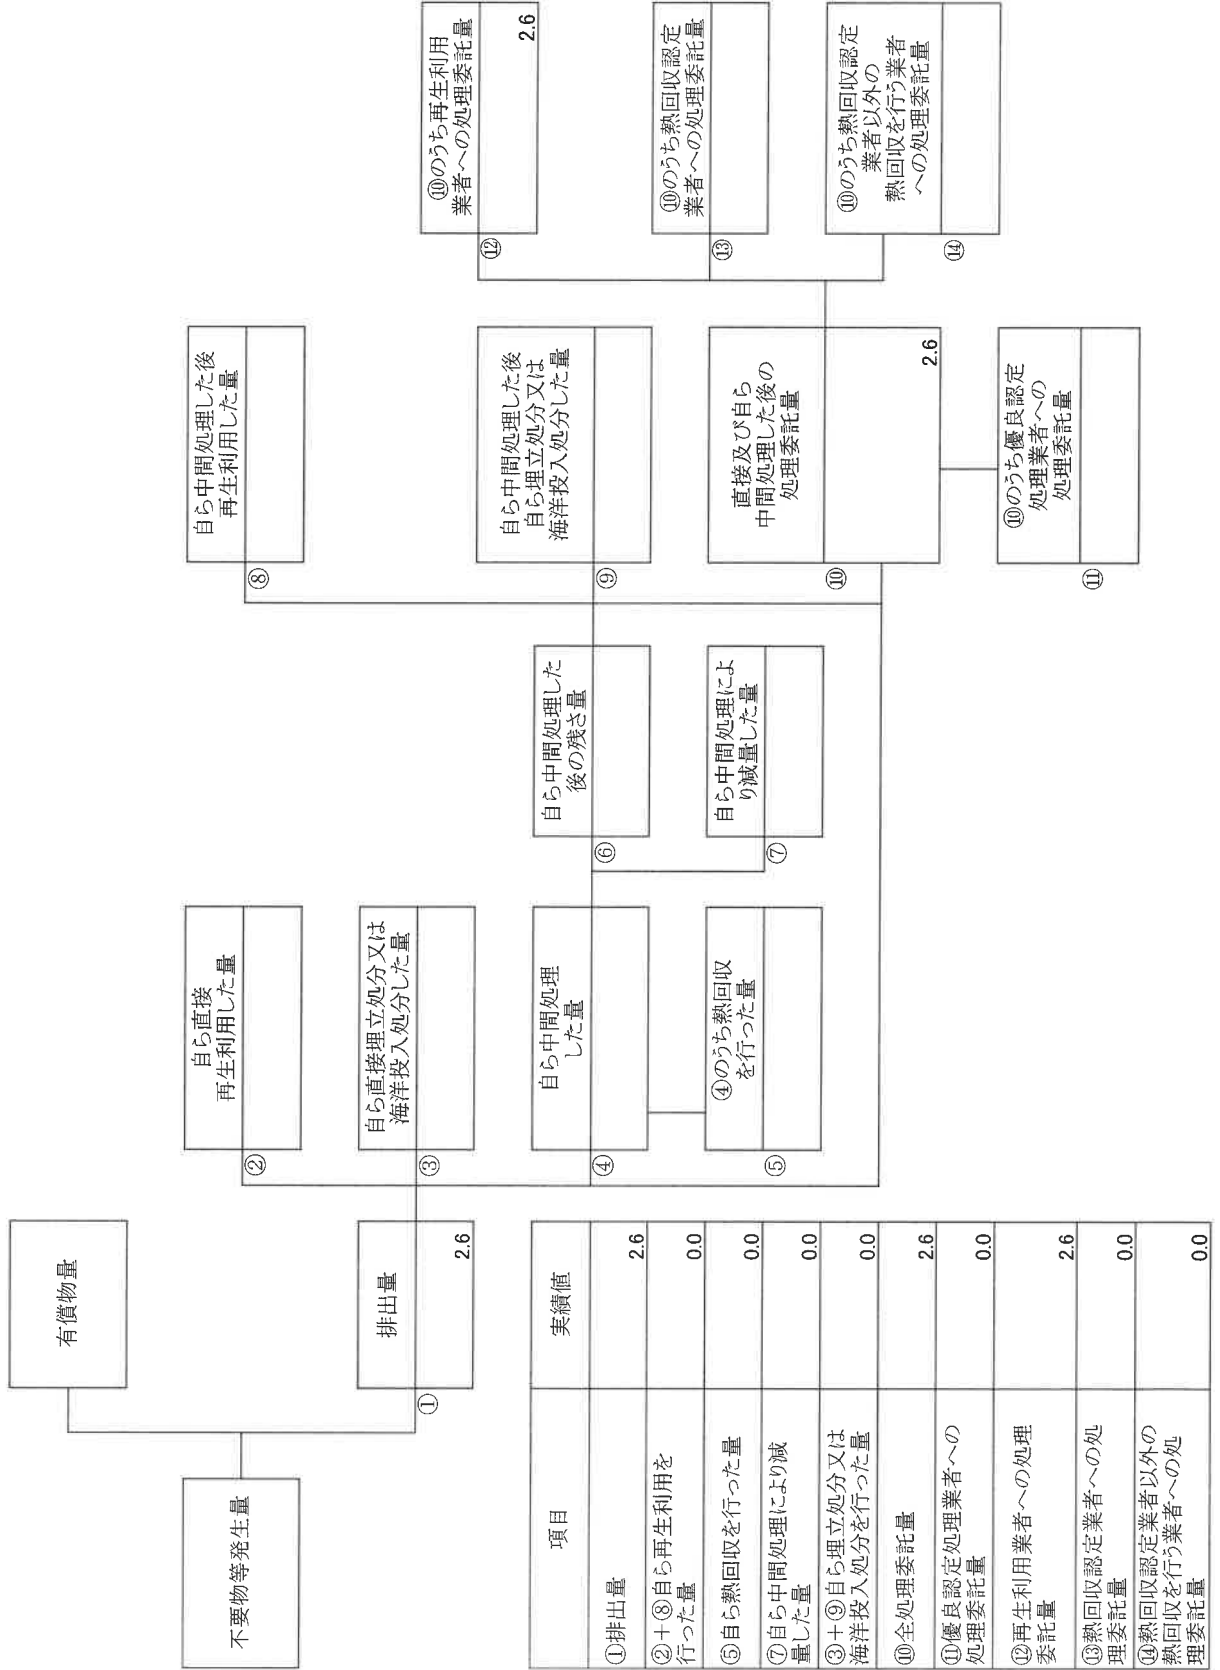 不要物等発生量
有償物量
排出量
①
2.6
自ら直接
再生利用した量
②
自ら直接埋立処分又は
海洋投入処分した量
③
自ら中間処理
した量
④
④のうち熱回収
を行った量
⑤
自ら中間処理した
後の残さ量
⑥
自ら中間処理によ
り減量した量
⑦
自ら中間処理した後
再生利用した量
⑧
自ら中間処理した後
自ら埋立処分又は
海洋投入処分した量
⑨
直接及び自ら
中間処理した後の
処理委託量
⑩
2.6
⑩のうち優良認定
処理業者への
処理委託量
⑪
⑩のうち再生利用
業者への処理委託量
⑫
2.6
⑩のうち熱回収認定
業者への処理委託量
⑬
⑩のうち熱回収認定
業者以外の
熱回収を行う業者
への処理委託量
⑭
項目 実績値
①排出量 2.6
②+⑧自ら再生利用を
行った量 0.0
⑤自ら熱回収を行った量 0.0
⑦自ら中間処理により減
量した量 0.0
③+⑨自ら埋立処分又は
海洋投入処分を行った量 0.0
⑩全処理委託量 2.6
⑪優良認定処理業者への
処理委託量 0.0
⑫再生利用業者への処理
委託量 2.6
⑬熱回収認定業者への処
理委託量 0.0
⑭熱回収認定業者以外の
熱回収を行う業者への処
理委託量 0.0